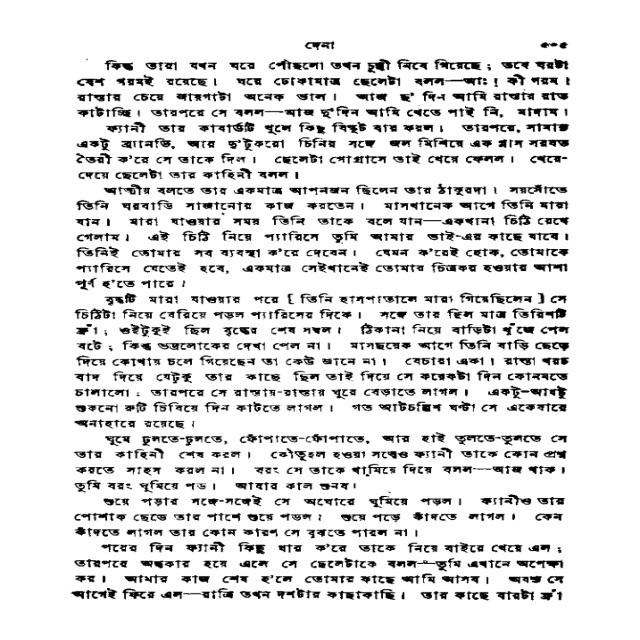 দেনা ৫০৫
কিন্তু তারা যখন ঘরে পৌঁছলো তখন চুল্লী নিবে গিয়েছে; তবে ঘরটা
বেশ গরমই রয়েছে। ঘরে ঢোকামাত্র ছেলেটা বলল—আঃ! কী গরম।
রাস্তার চেয়ে জায়গাটা অনেক ভাল। আজ ছ' দিন আমি রাস্তার রাত
কাটাচ্ছি। তারপরে সে বলল—আজ দু'দিন আমি খেতে পাই নি, মাদাম।
ফ্যানী তার কাবার্ডটি খুলে কিছু বিস্কুট বার করল। তারপরে, সামান্য
একটু ব্র্যানডি, আর দু'টুকরো চিনির সঙ্গে জল মিশিয়ে এক গ্লাস সরবত
তৈরী ক'রে সে তাকে দিল। ছেলেটা গোগ্রাসে তাই খেয়ে ফেলল। খেয়ে-
দেয়ে ছেলেটা তার কাহিনী বলল।
আত্মীয় বলতে তার একমাত্র আপনজন ছিলেন তার ঠাকুরদা। সয়সোঁতে
তিনি ঘরবাড়ি সাজানোর কাজ করতেন। মাসখানেক আগে তিনি মারা
যান। মারা যাওয়ার সময় তিনি তাকে বলে যান—একখানা চিঠি রেখে
গেলাম। এই চিঠি নিয়ে প্যারিসে তুমি আমার ভাই-এর কাছে যাবে।
তিনিই তোমার সব ব্যবস্থা ক'রে দেবেন। যেমন ক'রেই হোক, তোমাকে
প্যারিসে যেতেই হবে, একমাত্র সেইখানেই তোমার চিত্রকর হওয়ার আশা
পূর্ণ হ'তে পারে।
বৃদ্ধটি মারা যাওয়ার পরে [ তিনি হাসপাতালে মারা গিয়েছিলেন ] সে
চিঠিটা নিয়ে বেরিয়ে পড়ল প্যারিসের দিকে। সঙ্গে তার ছিল মাত্র তিরিশটি
ফ্রাঁ; ওইটুকুই ছিল বৃদ্ধের শেষ সম্বল। ঠিকানা নিয়ে বাড়িটা খুঁজে পেল
বটে; কিন্তু ভদ্রলোকের দেখা পেল না। মাসছয়েক আগে তিনি বাড়ি ছেড়ে
দিয়ে কোথায় চলে গিয়েছেন তা কেউ জানে না। বেচারা একা। রাস্তা খরচ
বাদ দিয়ে যেটুকু তার কাছে ছিল তাই দিয়ে সে কয়েকটা দিন কোনমতে
চালালো; তারপরে সে রাস্তায়-রাস্তায় ঘুরে বেড়াতে লাগল। একটু-আধটু
শুকনো রুটি চিবিয়ে দিন কাটতে লাগল। গত আটচল্লিশ ঘণ্টা সে একেবারে
অনাহারে রয়েছে।
ঘুমে ঢুলতে-ঢুলতে, ফোঁপাতে-ফোঁপাতে, আর হাই তুলতে-তুলতে সে
তার কাহিনী শেষ করল। কৌতূহল হওয়া সত্ত্বেও ফ্যানী তাকে কোন প্রশ্ন
করতে সাহস করল না। বরং সে তাকে থামিয়ে দিয়ে বলল—আজ থাক।
তুমি বরং ঘুমিয়ে পড়। আবার কাল শুনব।
শুয়ে পড়ার সঙ্গে-সঙ্গেই সে অঘোরে ঘুমিয়ে পড়ল। ফ্যানীও তার
পোশাক ছেড়ে তার পাশে শুয়ে পড়ল; শুয়ে পড়ে কাঁদতে লাগল। কেন
কাঁদতে লাগল তার কোন কারণ সে বুঝতে পারল না।
পরের দিন ফ্যানী কিছু ধার ক'রে তাকে নিয়ে বাইরে খেয়ে এল;
তারপরে অন্ধকার হয়ে এলে সে ছেলেটাকে বলল—তুমি এখানে অপেক্ষা
কর। আমার কাজ শেষ হ'লে তোমার কাছে আমি আসব। অবশ্য সে
আগেই ফিরে এল—রাত্রি তখন দশটার কাছাকাছি। তার কাছে বারটা ফ্রাঁ